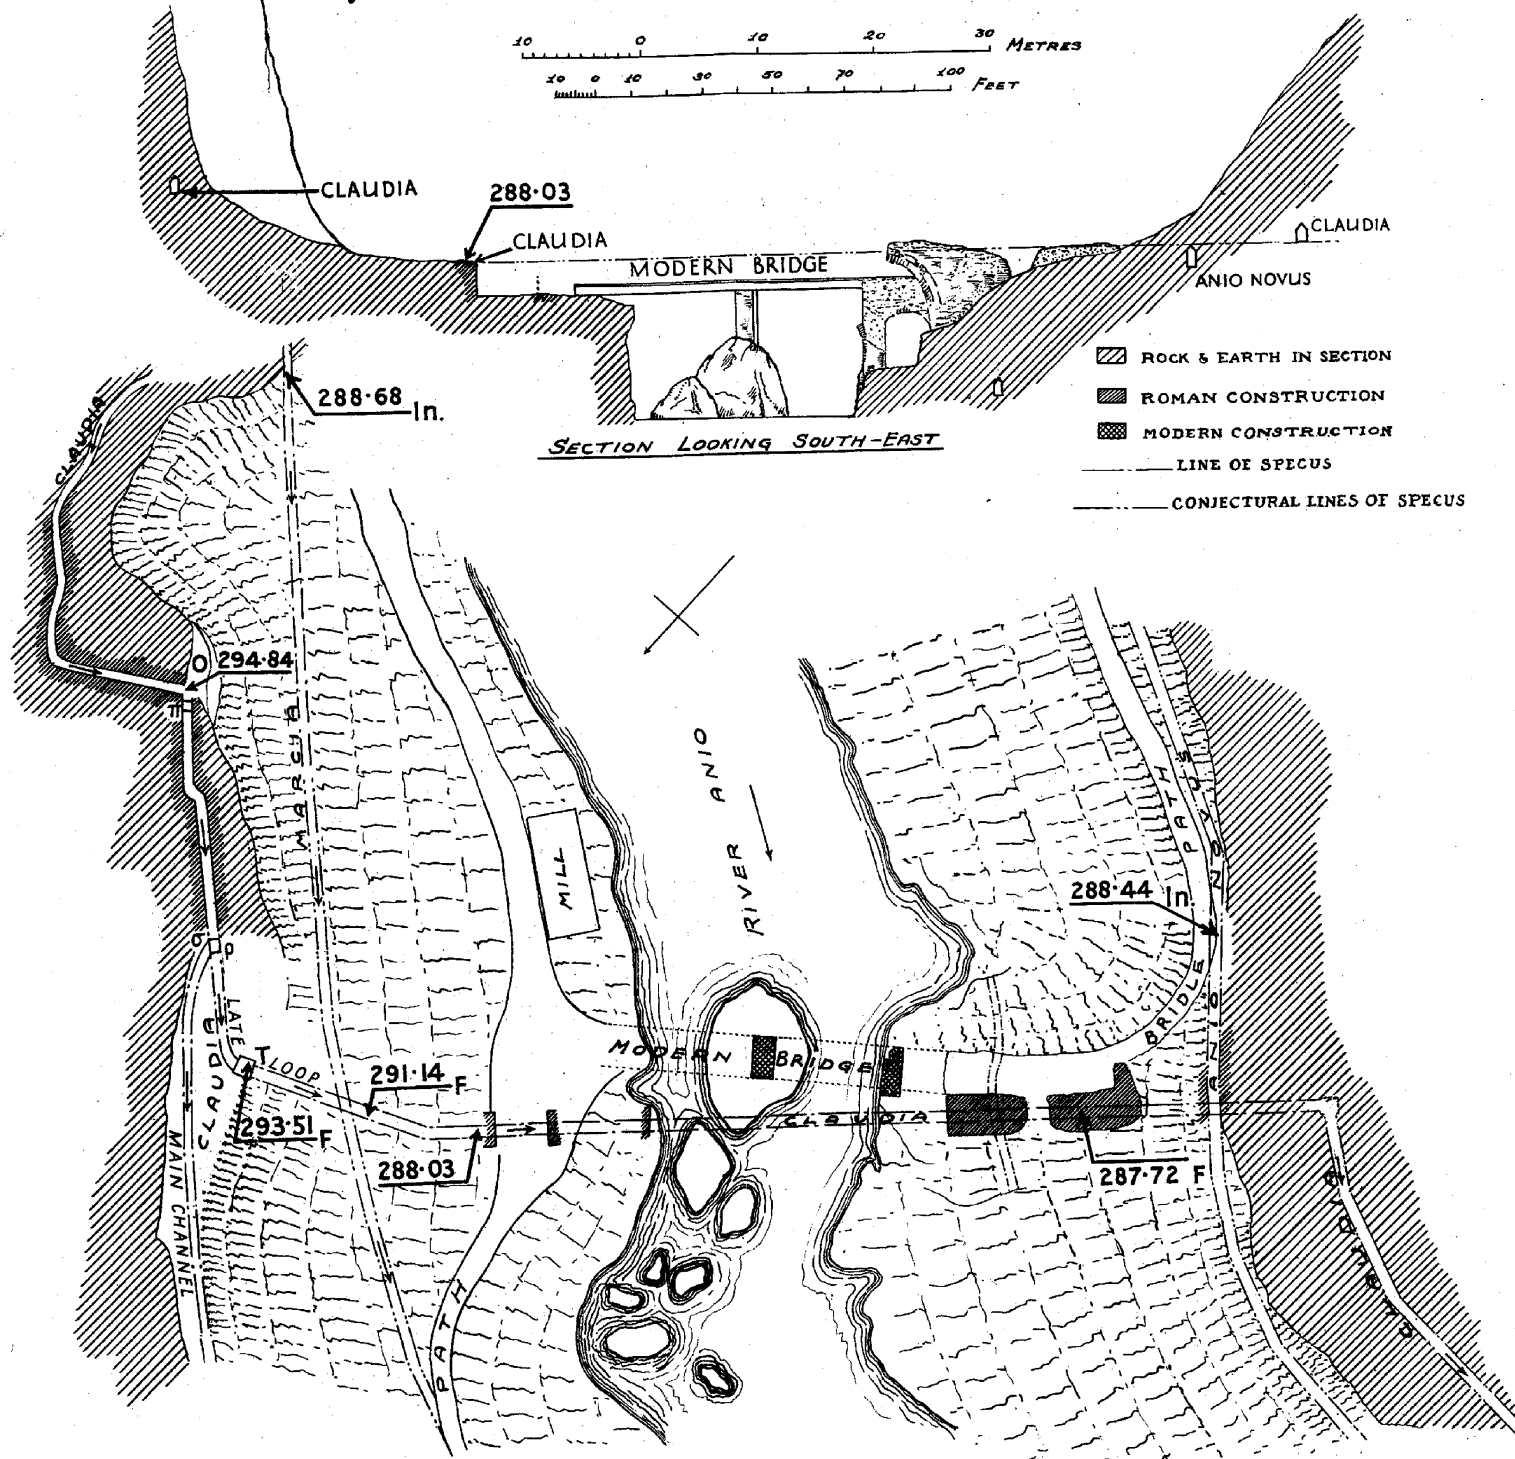 10 0 10 20 30 METRES
10 0 10 30 50 70 100 FEET
CLAUDIA
288·03
CLAUDIA
CLAUDIA
MODERN BRIDGE
ANIO NOVUS
ROCK & EARTH IN SECTION
ROMAN CONSTRUCTION
MODERN CONSTRUCTION
LINE OF SPECUS
CONJECTURAL LINES OF SPECUS
SECTION LOOKING SOUTH-EAST
288·68 In.
CLAUDIA
O 294·84
π
MARCIA
RIVER ANIO
MILL
PATH
ANIO NOVUS
288·44 In.
BRIDLE
σ
ρ
LATE
T LOOP
CLAUDIA
MAIN CHANNEL
291·14 F
293·51 F
288·03
MODERN BRIDGE
CLAUDIA
287·72 F
CLAUDIA
PATH